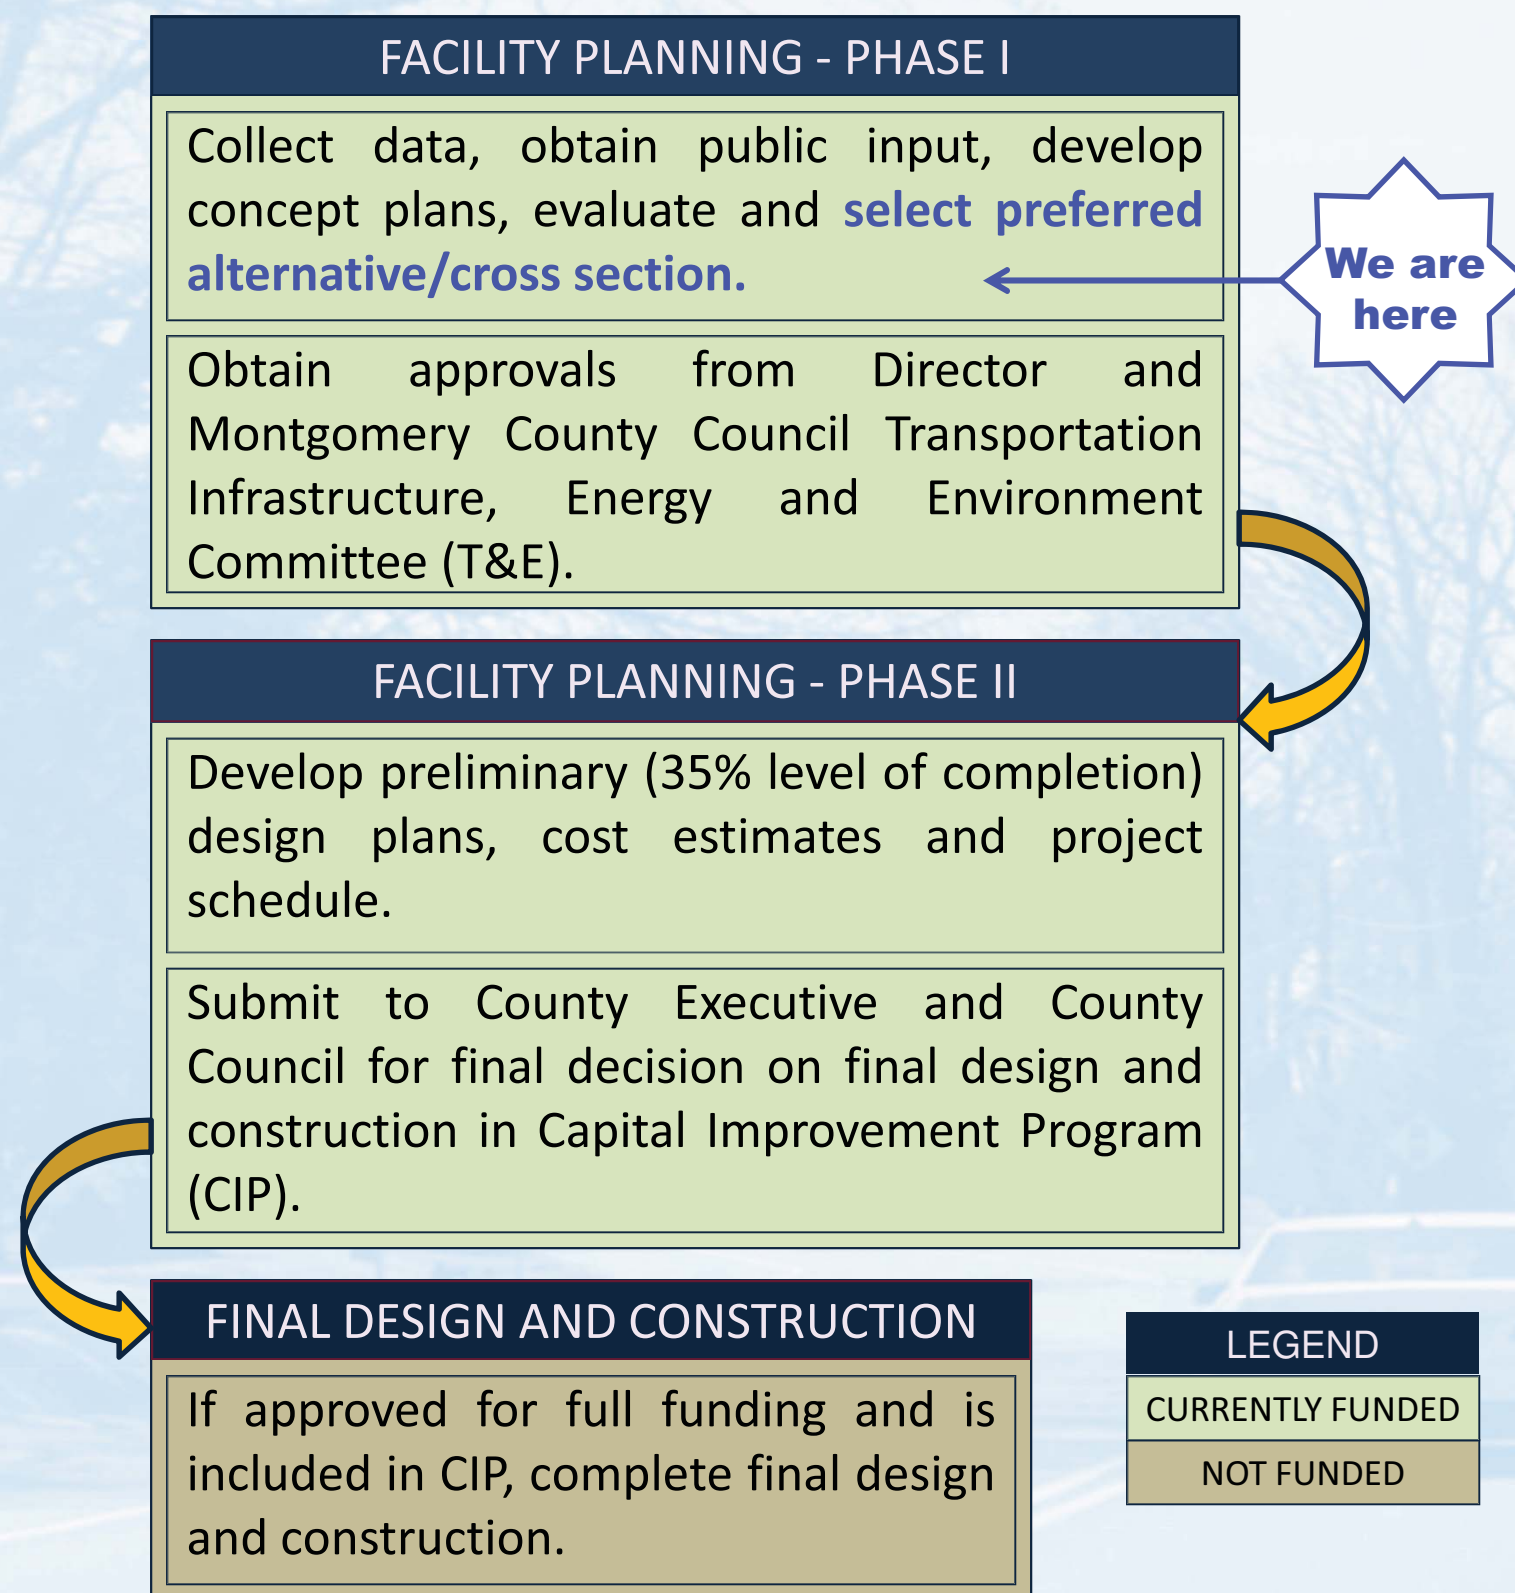 FACILITY PLANNING - PHASE I
Collect data, obtain public input, develop
concept plans, evaluate and select preferred
alternative/cross section.
We are
here
Obtain approvals from Director and
Montgomery County Council Transportation
Infrastructure, Energy and Environment
Committee (T&E).
FACILITY PLANNING - PHASE II
Develop preliminary (35% level of completion)
design plans, cost estimates and project
schedule.
Submit to County Executive and County
Council for final decision on final design and
construction in Capital Improvement Program
(CIP).
FINAL DESIGN AND CONSTRUCTION
If approved for full funding and is
included in CIP, complete final design
and construction.
LEGEND
CURRENTLY FUNDED
NOT FUNDED